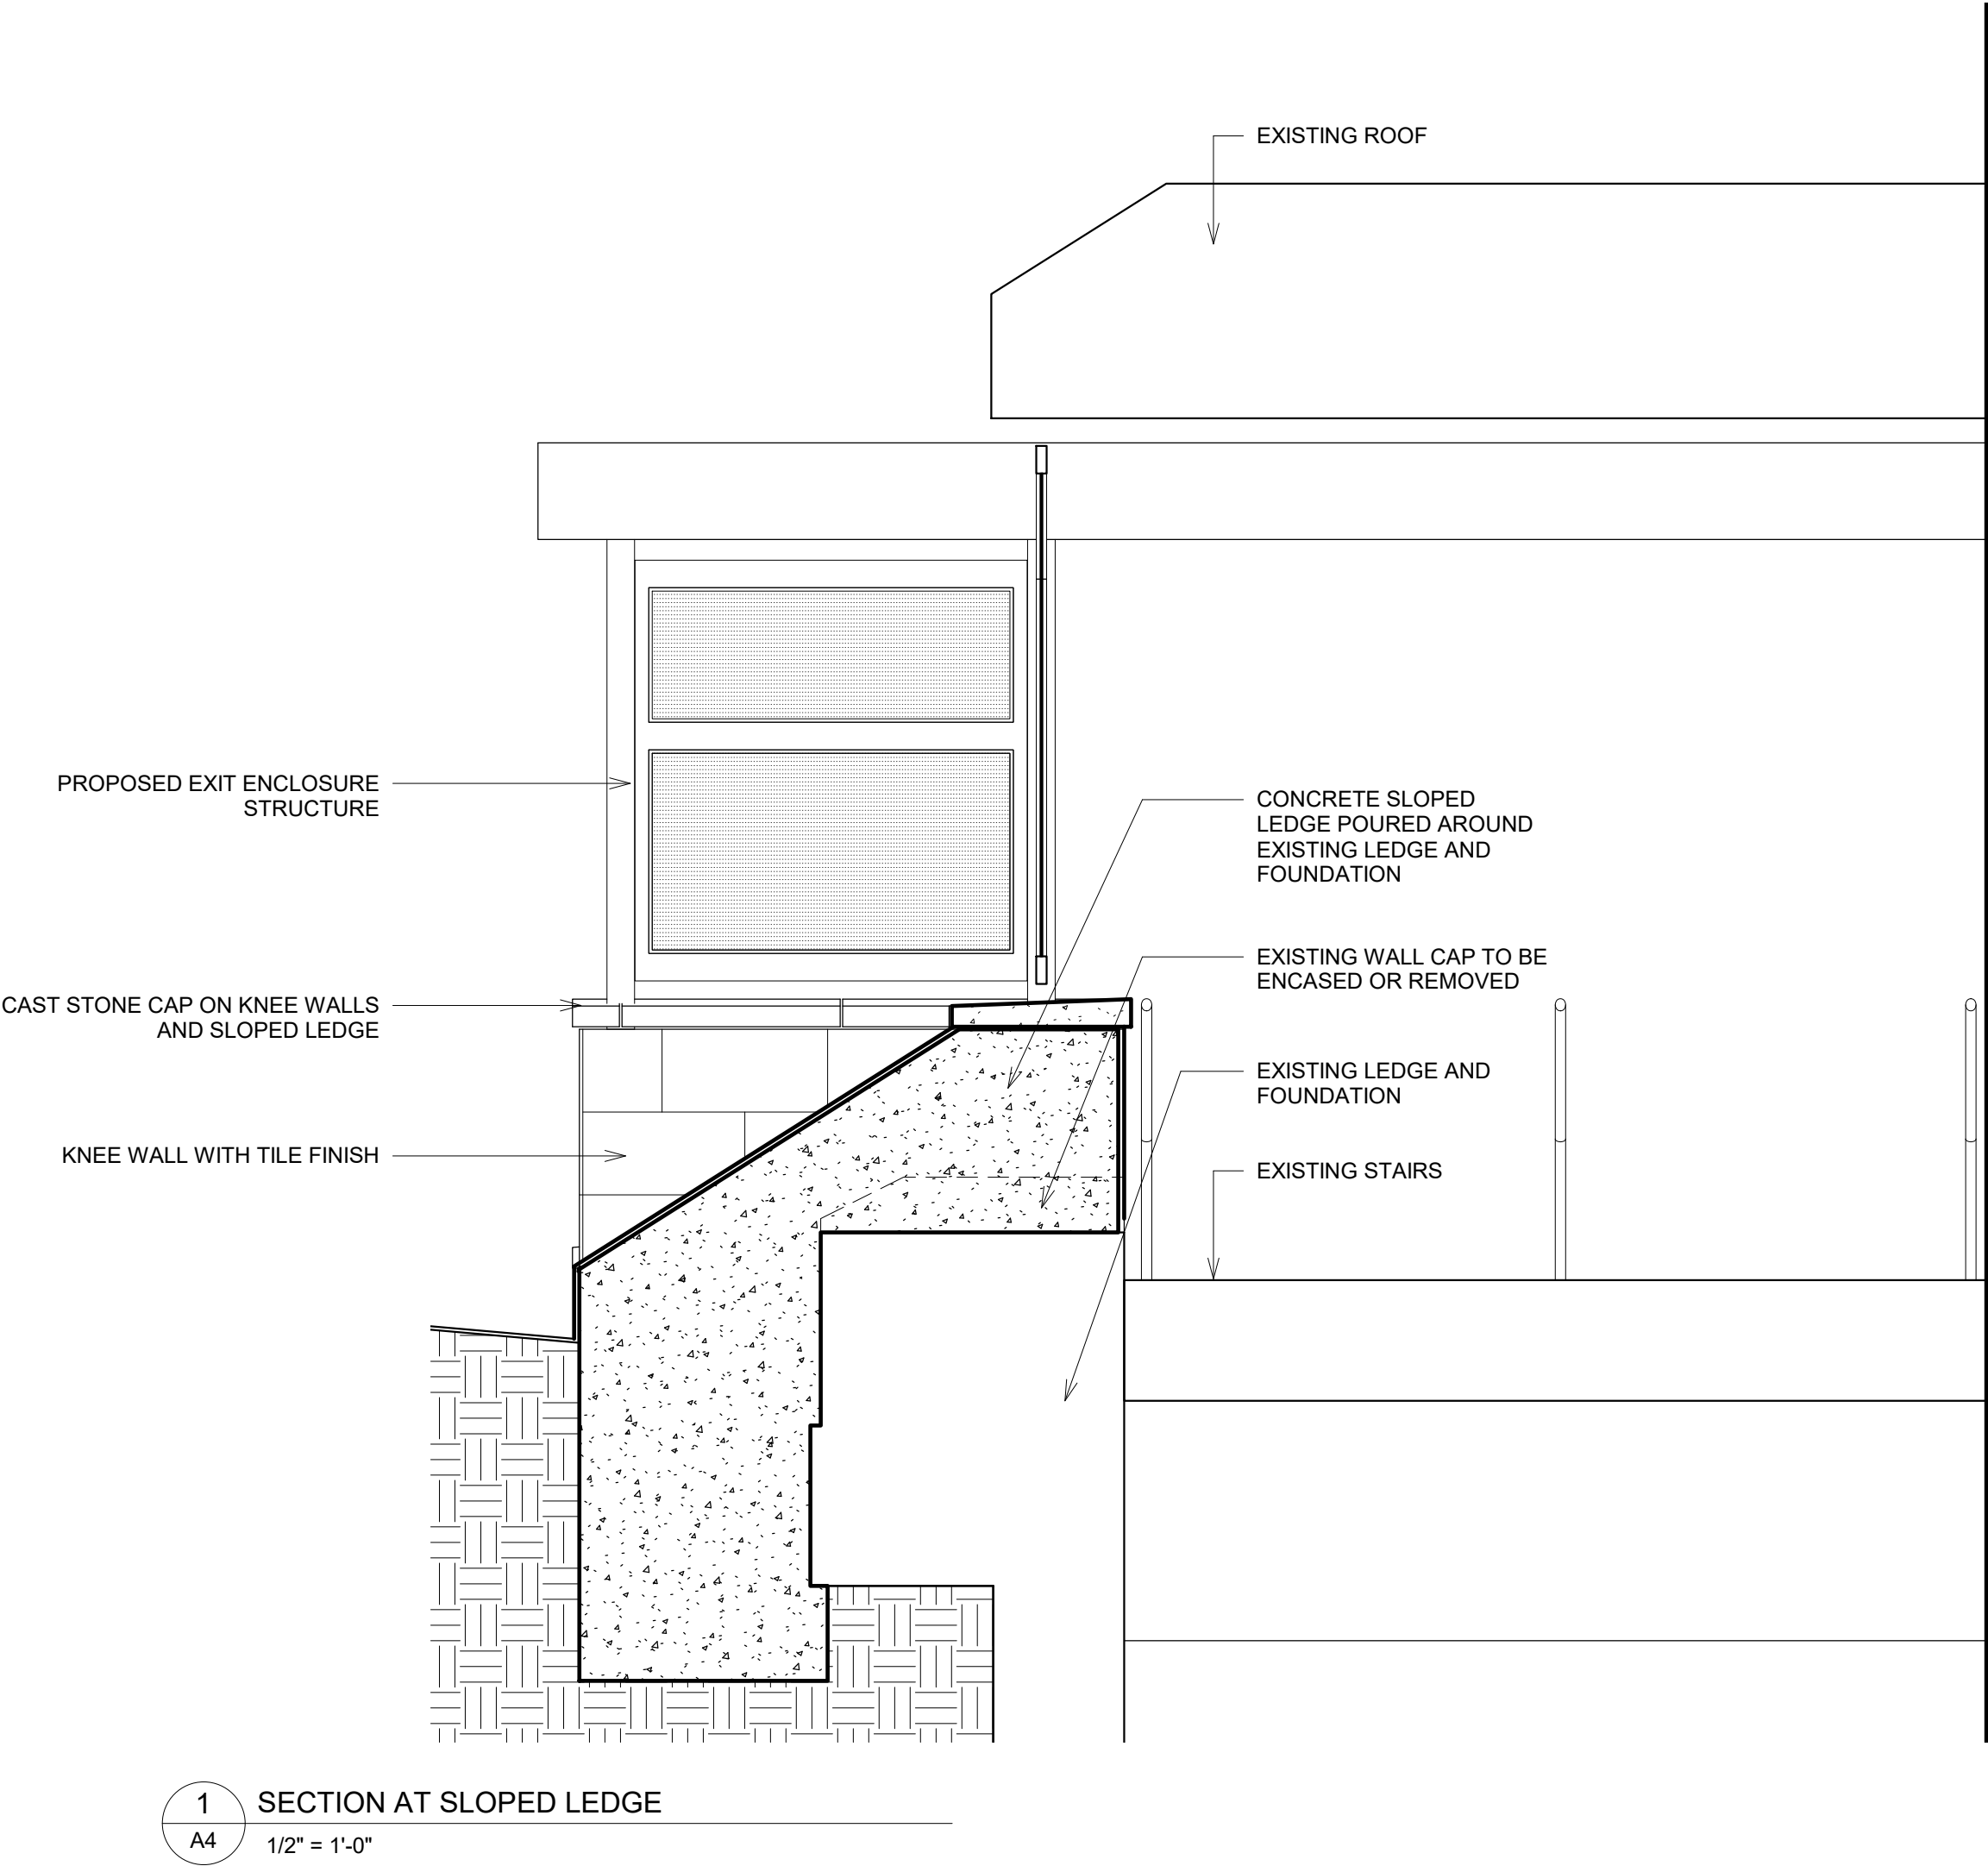 EXISTING ROOF
PROPOSED EXIT ENCLOSURE
STRUCTURE
CONCRETE SLOPED
LEDGE POURED AROUND
EXISTING LEDGE AND
FOUNDATION
EXISTING WALL CAP TO BE
ENCASED OR REMOVED
CAST STONE CAP ON KNEE WALLS
AND SLOPED LEDGE
EXISTING LEDGE AND
FOUNDATION
KNEE WALL WITH TILE FINISH
EXISTING STAIRS
1
A4
SECTION AT SLOPED LEDGE
1/2" = 1'-0"